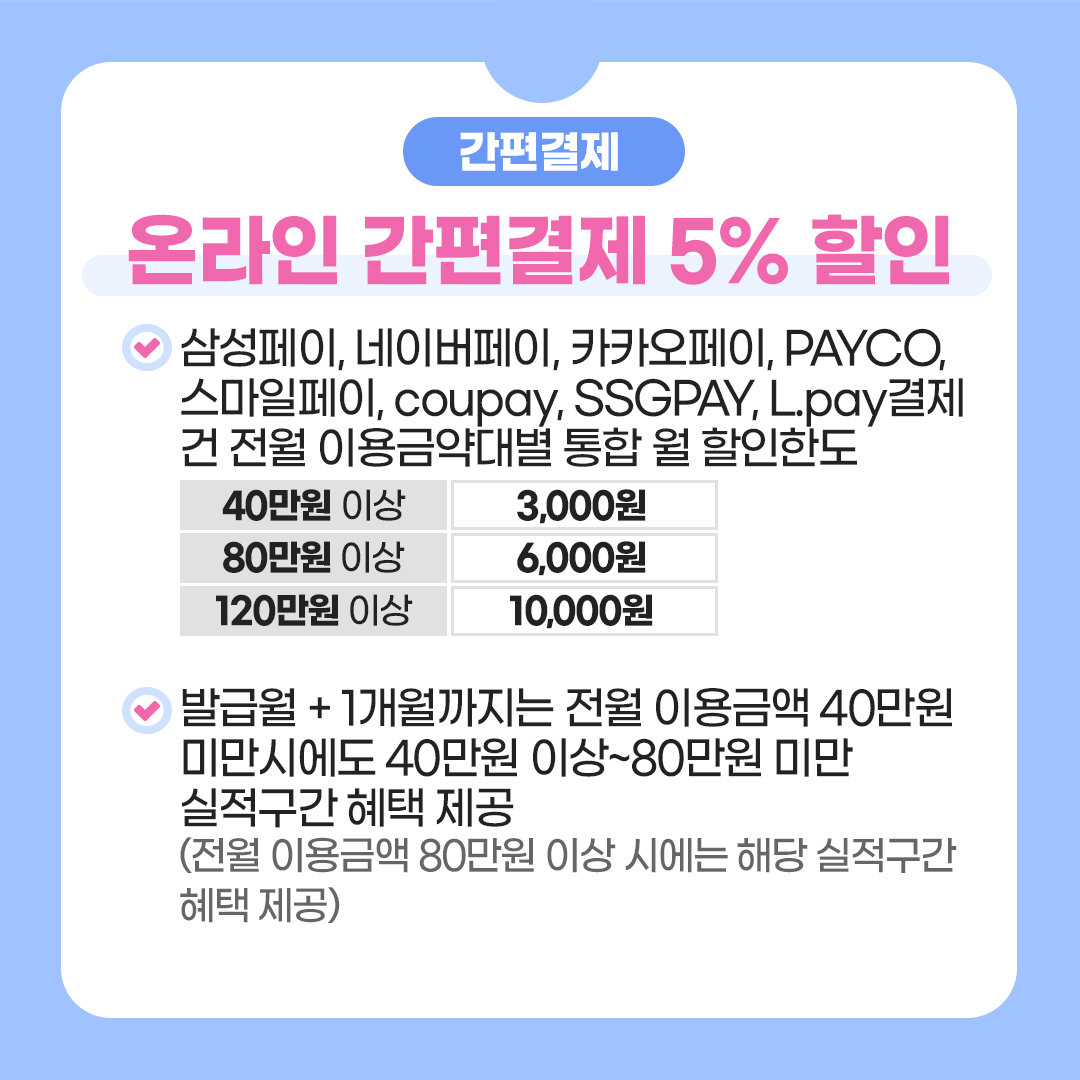 간편결제
온라인 간편결제 5% 할인
삼성페이, 네이버페이, 카카오페이, PAYCO,
스마일페이, coupay, SSGPAY, L.pay결제
건 전월 이용금약대별 통합 월 할인한도
40만원 이상 3,000원
80만원 이상 6,000원
120만원 이상 10,000원
발급월 + 1개월까지는 전월 이용금액 40만원
미만시에도 40만원 이상~80만원 미만
실적구간 혜택 제공
(전월 이용금액 80만원 이상 시에는 해당 실적구간
혜택 제공)